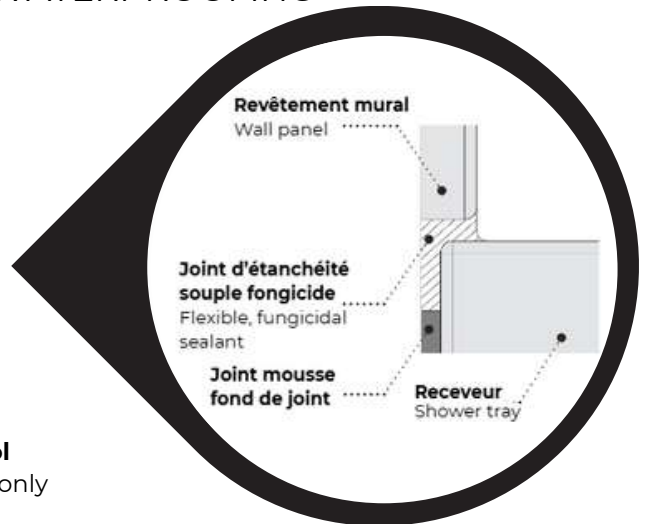 WATERPROOFING
Revêtement mural
Wall panel
Joint d'étanchéité
souple fongicide
Flexible, fungicidal
sealant
Joint mousse
fond de joint
Receveur
Shower tray
only